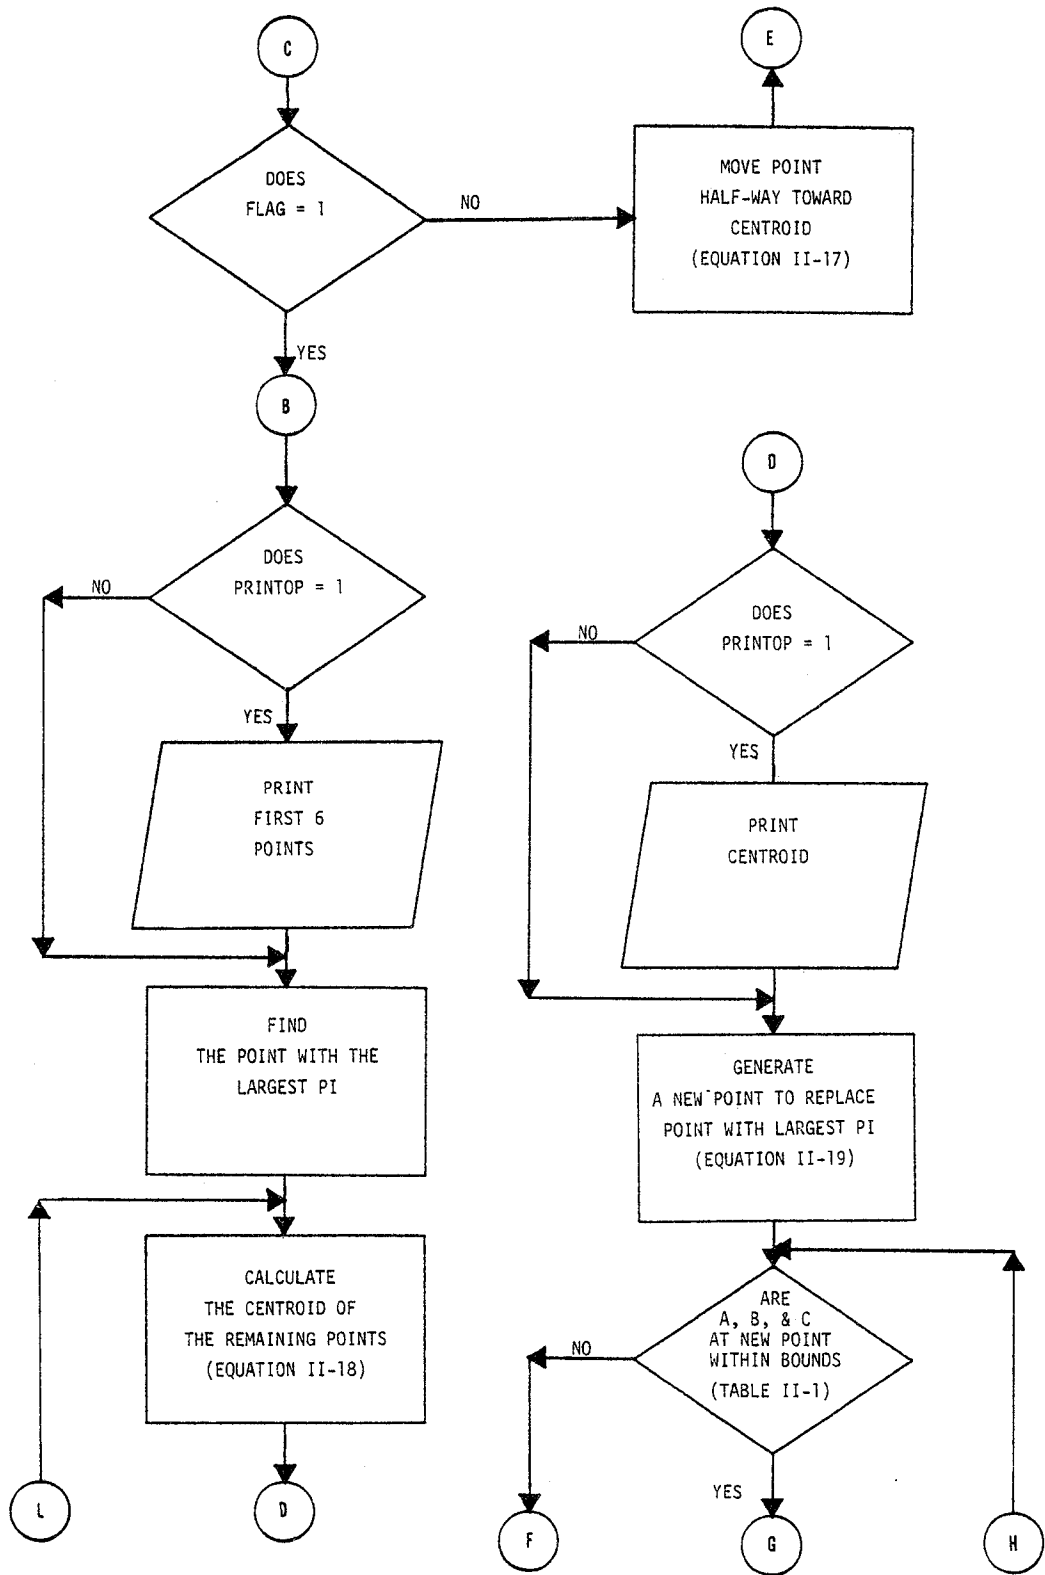 C
DOES
FLAG = 1
NO
YES
B
DOES
PRINTOP = 1
NO
YES
PRINT
FIRST 6
POINTS
FIND
THE POINT WITH THE
LARGEST PI
CALCULATE
THE CENTROID OF
THE REMAINING POINTS
(EQUATION II-18)
L
D
E
MOVE POINT
HALF-WAY TOWARD
CENTROID
(EQUATION II-17)
D
DOES
PRINTOP = 1
NO
YES
PRINT
CENTROID
GENERATE
A NEW POINT TO REPLACE
POINT WITH LARGEST PI
(EQUATION II-19)
ARE
A, B, & C
AT NEW POINT
WITHIN BOUNDS
(TABLE II-1)
NO
YES
F
G
H